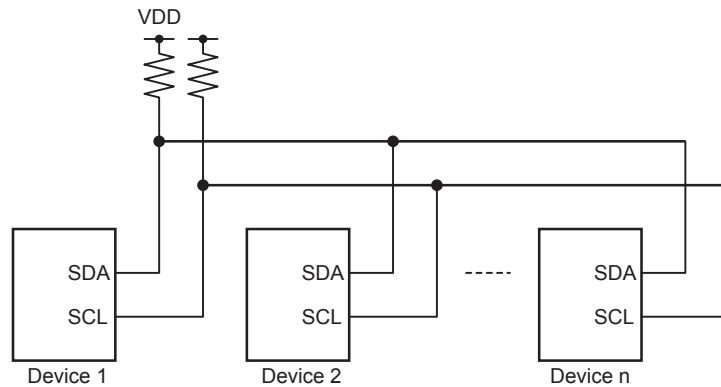 VDD
SDA
SCL
Device 1
SDA
SCL
Device 2
SDA
SCL
Device n